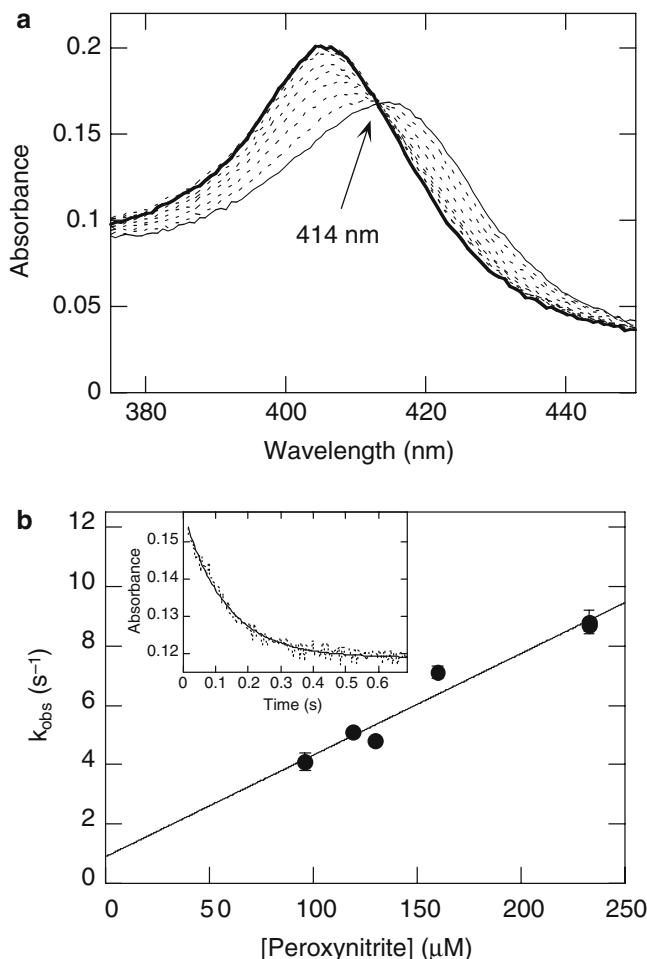 a
0.2
0.15
0.1
0.05
0
Absorbance
414 nm
380 400 420 440
Wavelength (nm)
b
12
10
8
6
4
2
0
k_obs (s⁻¹)
0.15
0.14
0.13
0.12
Absorbance
0 0.1 0.2 0.3 0.4 0.5 0.6
Time (s)
0 50 100 150 200 250
[Peroxynitrite] (μM)